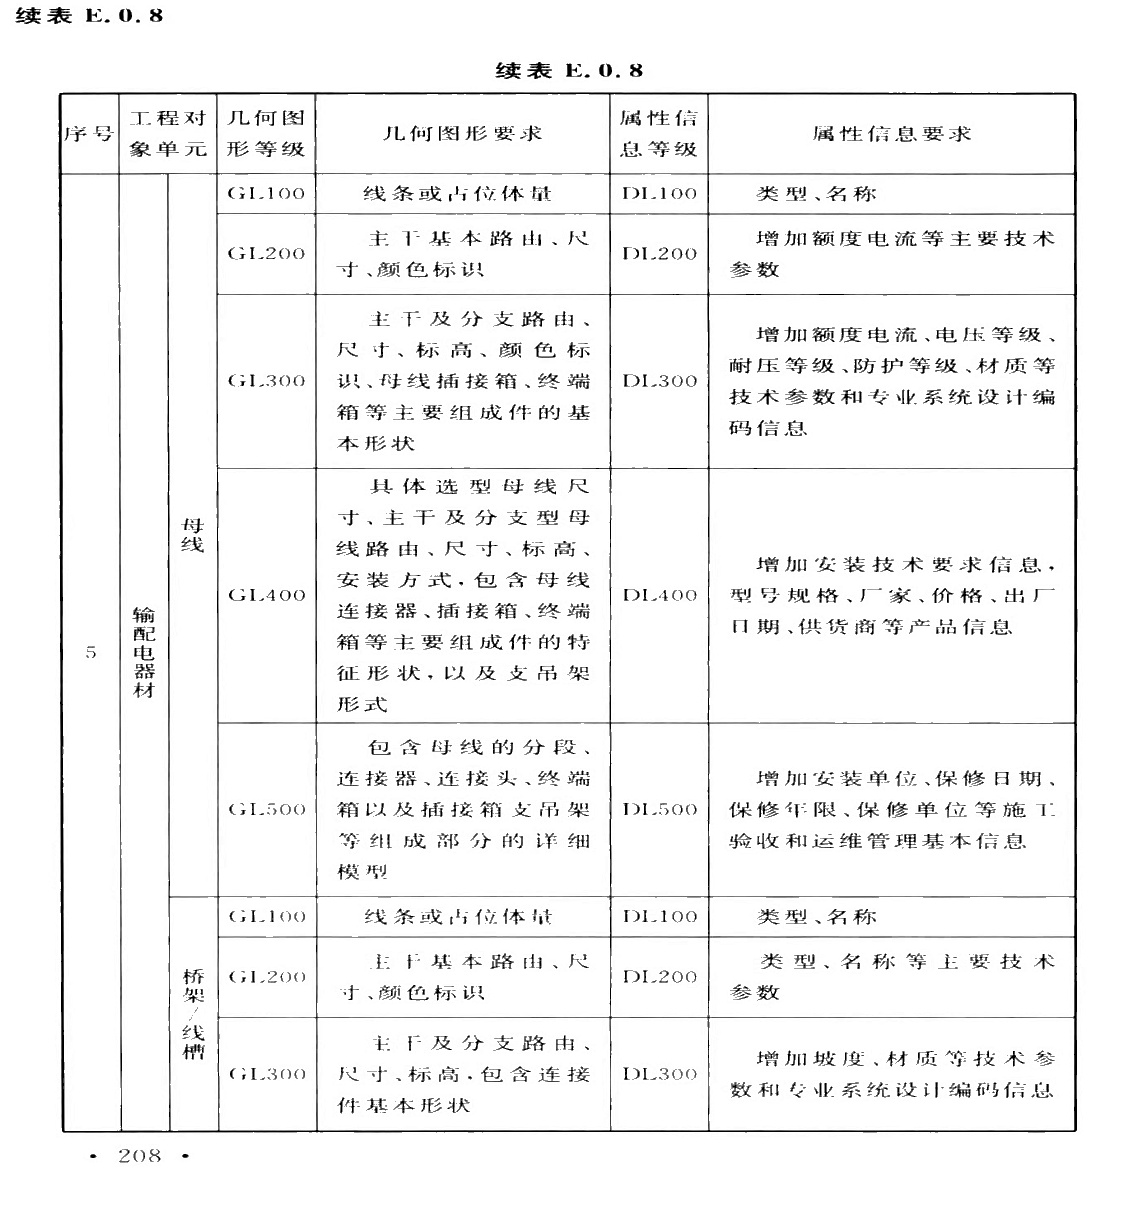 续表 E.0.8
续表 E.0.8
序号
工程对
象单元
几何图
形等级
几何图形要求
属性信
息等级
属性信息要求
5
输配电器材
母线
GL100
线条或占位体量
DL100
类型、名称
GL200
主干基本路由、尺
寸、颜色标识
DL200
增加额度电流等主要技术
参数
GL300
主干及分支路由、
尺寸、标高、颜色标
识、母线插接箱、终端
箱等主要组成件的基
本形状
DL300
增加额度电流、电压等级、
耐压等级、防护等级、材质等
技术参数和专业系统设计编
码信息
GL400
具体选型母线尺
寸、主干及分支型母
线路由、尺寸、标高、
安装方式,包含母线
连接器、插接箱、终端
箱等主要组成件的特
征形状,以及支吊架
形式
DL400
增加安装技术要求信息,
型号规格、厂家、价格、出厂
日期、供货商等产品信息
GL500
包含母线的分段、
连接器、连接头、终端
箱以及插接箱支吊架
等组成部分的详细
模型
DL500
增加安装单位、保修日期、
保修年限、保修单位等施工
验收和运维管理基本信息
桥架/线槽
GL100
线条或占位体量
DL100
类型、名称
GL200
主干基本路由、尺
寸、颜色标识
DL200
类型、名称等主要技术
参数
GL300
主干及分支路由、
尺寸、标高,包含连接
件基本形状
DL300
增加坡度、材质等技术参
数和专业系统设计编码信息
• 208 •